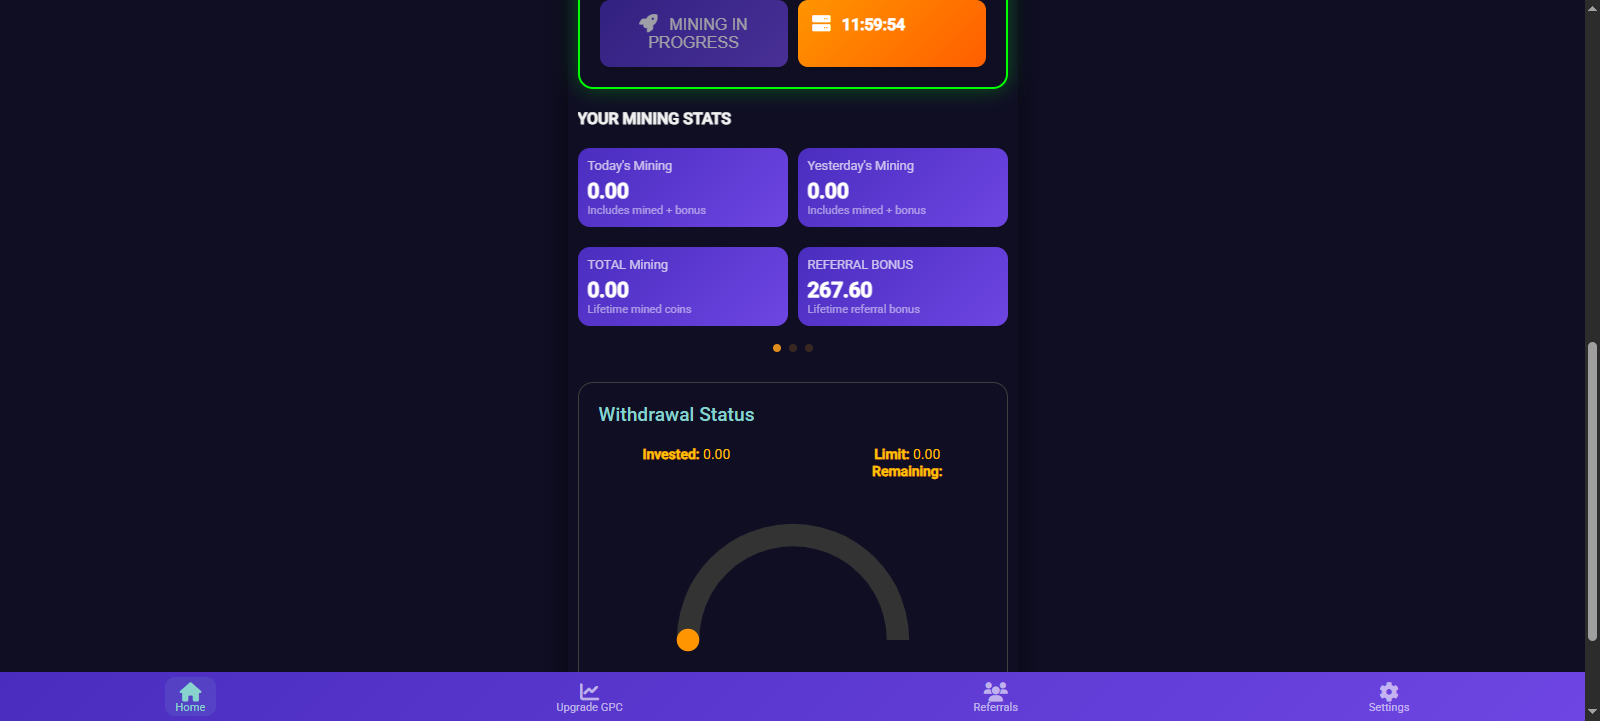 MINING IN
PROGRESS
11:59:54
YOUR MINING STATS
Today's Mining
0.00
Includes mined + bonus
Yesterday's Mining
0.00
Includes mined + bonus
TOTAL Mining
0.00
Lifetime mined coins
REFERRAL BONUS
267.60
Lifetime referral bonus
Withdrawal Status
Invested: 0.00
Limit: 0.00
Remaining:
Home
Upgrade GPC
Referrals
Settings